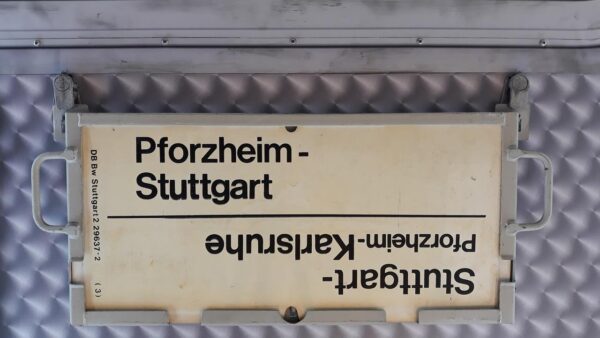 Pforzheim-
Stuttgart
Stuttgart-
Pforzheim-Karlsruhe
DB Bw Stuttgart 2 29637-2 (3)